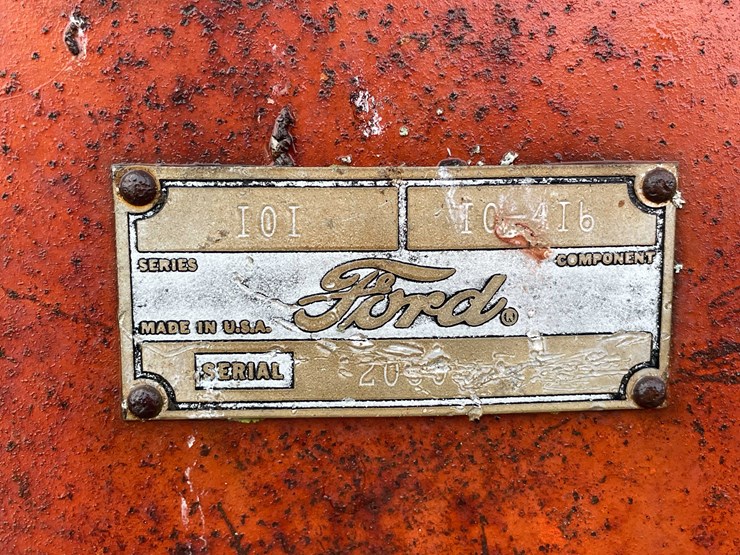 101 10-416
SERIES COMPONENT
Ford ®
MADE IN U.S.A.
SERIAL